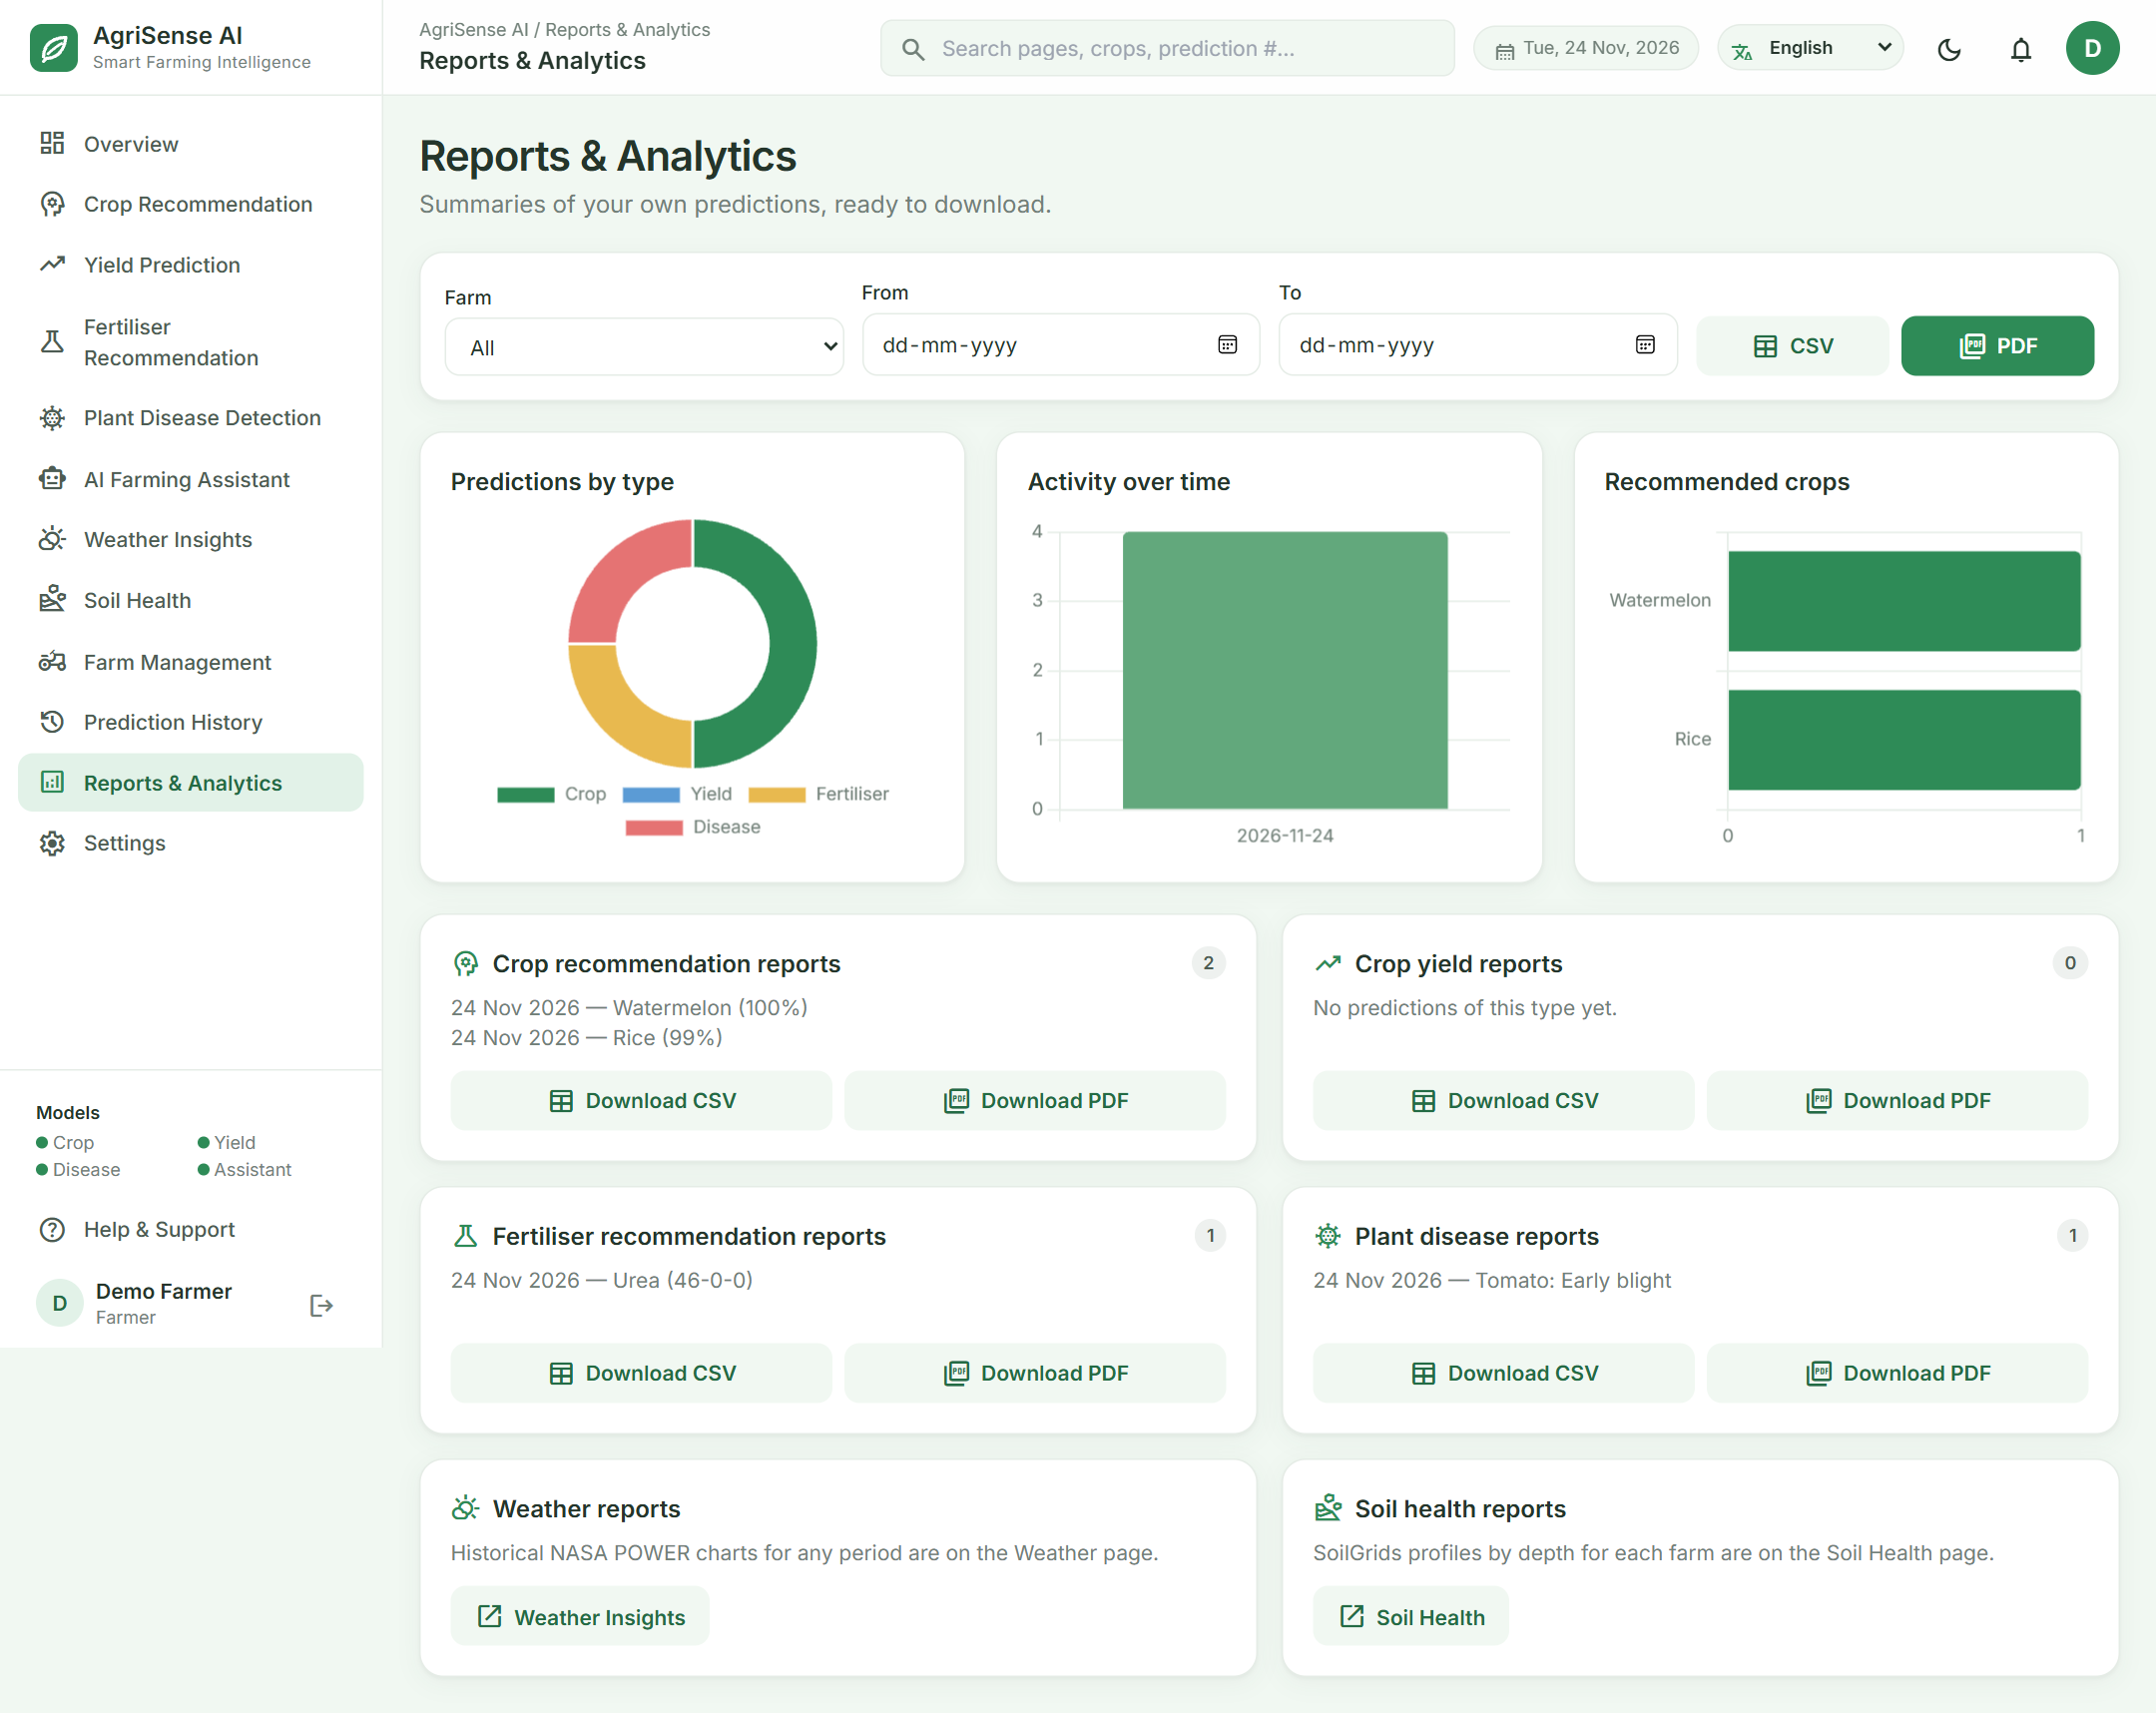 AgriSense AI
Smart Farming Intelligence
AgriSense AI / Reports & Analytics
Reports & Analytics
Search pages, crops, prediction #...
Tue, 24 Nov, 2026
English
D
Overview
Crop Recommendation
Yield Prediction
Fertiliser
Recommendation
Plant Disease Detection
AI Farming Assistant
Weather Insights
Soil Health
Farm Management
Prediction History
Reports & Analytics
Settings
Models
Crop
Yield
Disease
Assistant
Help & Support
D
Demo Farmer
Farmer
Reports & Analytics
Summaries of your own predictions, ready to download.
Farm
All
From
dd-mm-yyyy
To
dd-mm-yyyy
CSV
PDF
Predictions by type
Crop
Yield
Fertiliser
Disease
Activity over time
4
3
2
1
0
2026-11-24
Recommended crops
Watermelon
Rice
0
1
Crop recommendation reports
2
24 Nov 2026 — Watermelon (100%)
24 Nov 2026 — Rice (99%)
Download CSV
Download PDF
Crop yield reports
0
No predictions of this type yet.
Download CSV
Download PDF
Fertiliser recommendation reports
1
24 Nov 2026 — Urea (46-0-0)
Download CSV
Download PDF
Plant disease reports
1
24 Nov 2026 — Tomato: Early blight
Download CSV
Download PDF
Weather reports
Historical NASA POWER charts for any period are on the Weather page.
Weather Insights
Soil health reports
SoilGrids profiles by depth for each farm are on the Soil Health page.
Soil Health